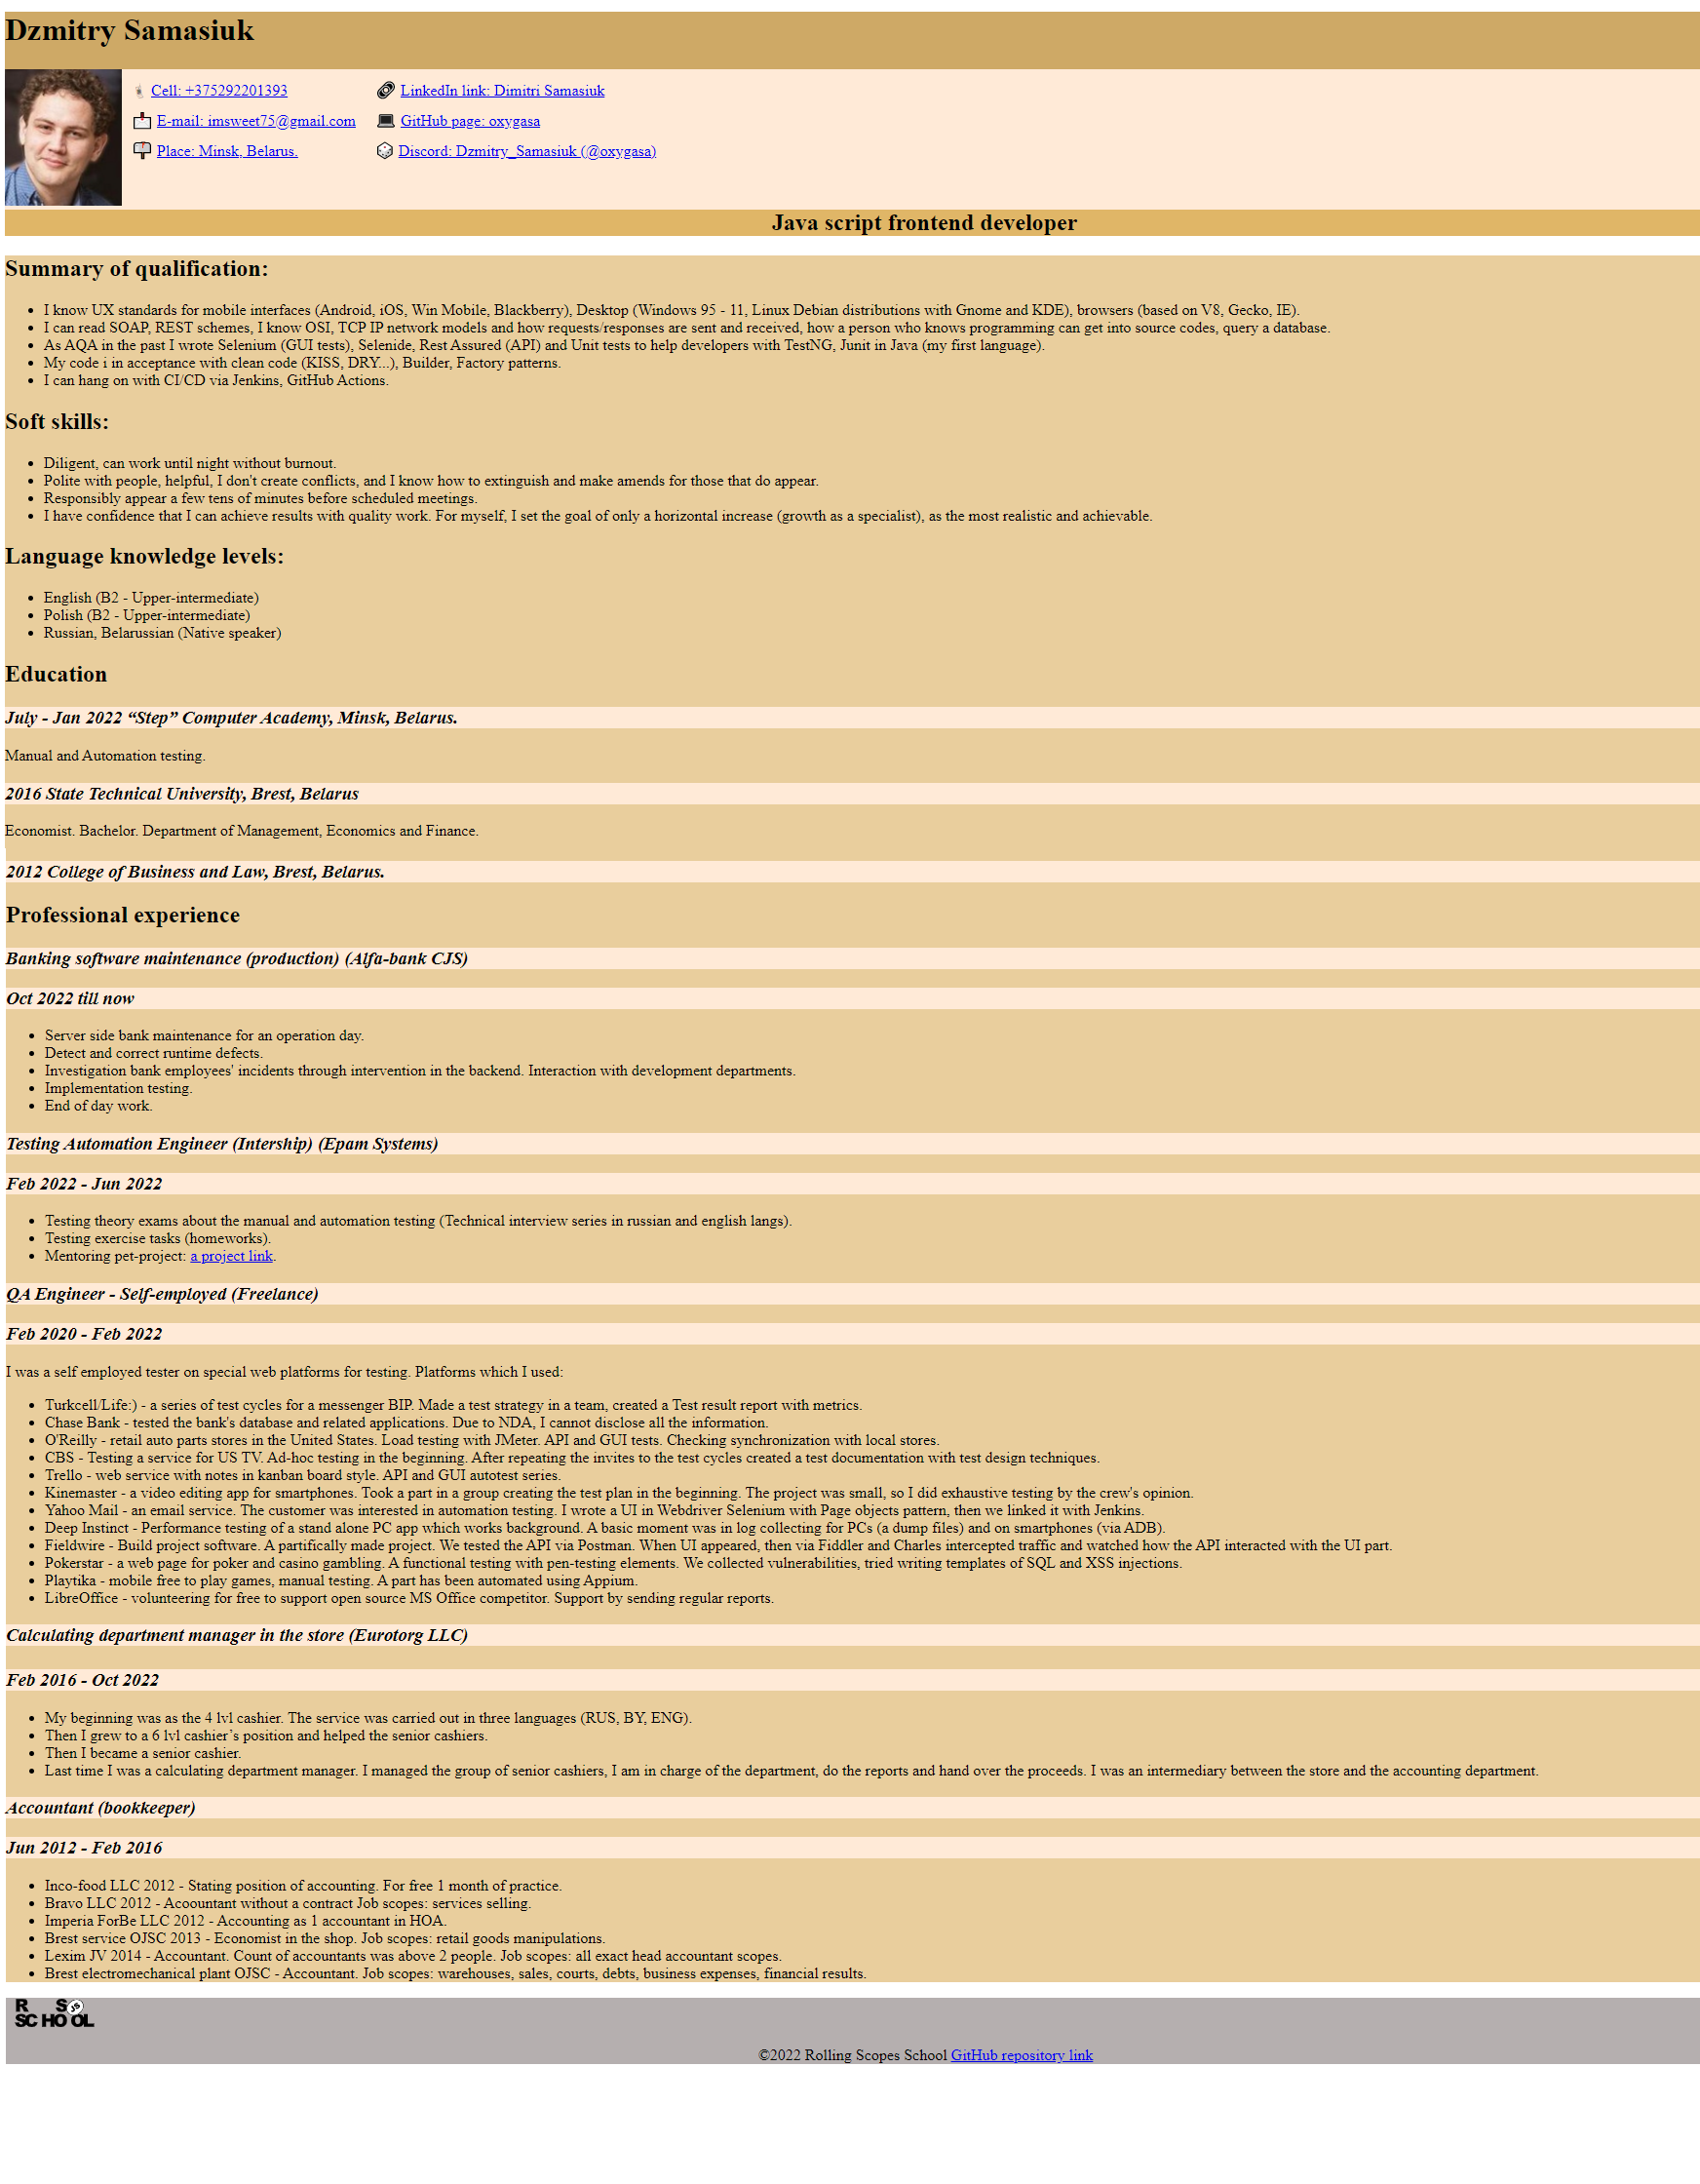 Dzmitry Samasiuk
Cell: +375292201393
E-mail: imsweet75@gmail.com
Place: Minsk, Belarus.
LinkedIn link: Dimitri Samasiuk
GitHub page: oxygasa
Discord: Dzmitry_Samasiuk (@oxygasa)
Java script frontend developer
Summary of qualification:
• I know UX standards for mobile interfaces (Android, iOS, Win Mobile, Blackberry), Desktop (Windows 95 - 11, Linux Debian distributions with Gnome and KDE), browsers (based on V8, Gecko, IE).
• I can read SOAP, REST schemes, I know OSI, TCP IP network models and how requests/responses are sent and received, how a person who knows programming can get into source codes, query a database.
• As AQA in the past I wrote Selenium (GUI tests), Selenide, Rest Assured (API) and Unit tests to help developers with TestNG, Junit in Java (my first language).
• My code i in acceptance with clean code (KISS, DRY...), Builder, Factory patterns.
• I can hang on with CI/CD via Jenkins, GitHub Actions.
Soft skills:
• Diligent, can work until night without burnout.
• Polite with people, helpful, I don't create conflicts, and I know how to extinguish and make amends for those that do appear.
• Responsibly appear a few tens of minutes before scheduled meetings.
• I have confidence that I can achieve results with quality work. For myself, I set the goal of only a horizontal increase (growth as a specialist), as the most realistic and achievable.
Language knowledge levels:
• English (B2 - Upper-intermediate)
• Polish (B2 - Upper-intermediate)
• Russian, Belarussian (Native speaker)
Education
July - Jan 2022 “Step” Computer Academy, Minsk, Belarus.
Manual and Automation testing.
2016 State Technical University, Brest, Belarus
Economist. Bachelor. Department of Management, Economics and Finance.
2012 College of Business and Law, Brest, Belarus.
Professional experience
Banking software maintenance (production) (Alfa-bank CJS)
Oct 2022 till now
• Server side bank maintenance for an operation day.
• Detect and correct runtime defects.
• Investigation bank employees' incidents through intervention in the backend. Interaction with development departments.
• Implementation testing.
• End of day work.
Testing Automation Engineer (Intership) (Epam Systems)
Feb 2022 - Jun 2022
• Testing theory exams about the manual and automation testing (Technical interview series in russian and english langs).
• Testing exercise tasks (homeworks).
• Mentoring pet-project: a project link.
QA Engineer - Self-employed (Freelance)
Feb 2020 - Feb 2022
I was a self employed tester on special web platforms for testing. Platforms which I used:
• Turkcell/Life:) - a series of test cycles for a messenger BIP. Made a test strategy in a team, created a Test result report with metrics.
• Chase Bank - tested the bank's database and related applications. Due to NDA, I cannot disclose all the information.
• O'Reilly - retail auto parts stores in the United States. Load testing with JMeter. API and GUI tests. Checking synchronization with local stores.
• CBS - Testing a service for US TV. Ad-hoc testing in the beginning. After repeating the invites to the test cycles created a test documentation with test design techniques.
• Trello - web service with notes in kanban board style. API and GUI autotest series.
• Kinemaster - a video editing app for smartphones. Took a part in a group creating the test plan in the beginning. The project was small, so I did exhaustive testing by the crew's opinion.
• Yahoo Mail - an email service. The customer was interested in automation testing. I wrote a UI in Webdriver Selenium with Page objects pattern, then we linked it with Jenkins.
• Deep Instinct - Performance testing of a stand alone PC app which works background. A basic moment was in log collecting for PCs (a dump files) and on smartphones (via ADB).
• Fieldwire - Build project software. A partifically made project. We tested the API via Postman. When UI appeared, then via Fiddler and Charles intercepted traffic and watched how the API interacted with the UI part.
• Pokerstar - a web page for poker and casino gambling. A functional testing with pen-testing elements. We collected vulnerabilities, tried writing templates of SQL and XSS injections.
• Playtika - mobile free to play games, manual testing. A part has been automated using Appium.
• LibreOffice - volunteering for free to support open source MS Office competitor. Support by sending regular reports.
Calculating department manager in the store (Eurotorg LLC)
Feb 2016 - Oct 2022
• My beginning was as the 4 lvl cashier. The service was carried out in three languages (RUS, BY, ENG).
• Then I grew to a 6 lvl cashier’s position and helped the senior cashiers.
• Then I became a senior cashier.
• Last time I was a calculating department manager. I managed the group of senior cashiers, I am in charge of the department, do the reports and hand over the proceeds. I was an intermediary between the store and the accounting department.
Accountant (bookkeeper)
Jun 2012 - Feb 2016
• Inco-food LLC 2012 - Stating position of accounting. For free 1 month of practice.
• Bravo LLC 2012 - Acoountant without a contract Job scopes: services selling.
• Imperia ForBe LLC 2012 - Accounting as 1 accountant in HOA.
• Brest service OJSC 2013 - Economist in the shop. Job scopes: retail goods manipulations.
• Lexim JV 2014 - Accountant. Count of accountants was above 2 people. Job scopes: all exact head accountant scopes.
• Brest electromechanical plant OJSC - Accountant. Job scopes: warehouses, sales, courts, debts, business expenses, financial results.
R S JS
SCHOOL
©2022 Rolling Scopes School GitHub repository link